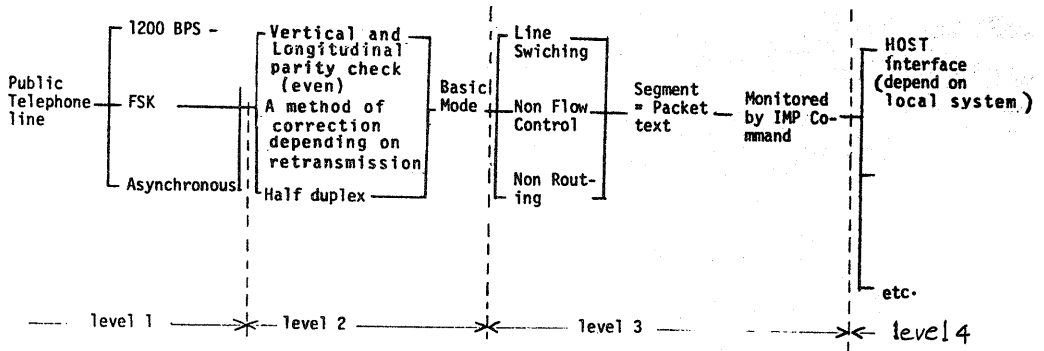 Public
Telephone
line
1200 BPS
FSK
Asynchronous
Vertical and
Longitudinal
parity check
(even)
A method of
correction
depending on
retransmission
Half duplex
Basic
Mode
Line
Swiching
Non Flow
Control
Non Rout-
ing
Segment
= Packet
text
Monitored
by IMP Co-
mmand
HOST
interface
(depend on
local system)
etc.
level 1
level 2
level 3
level 4